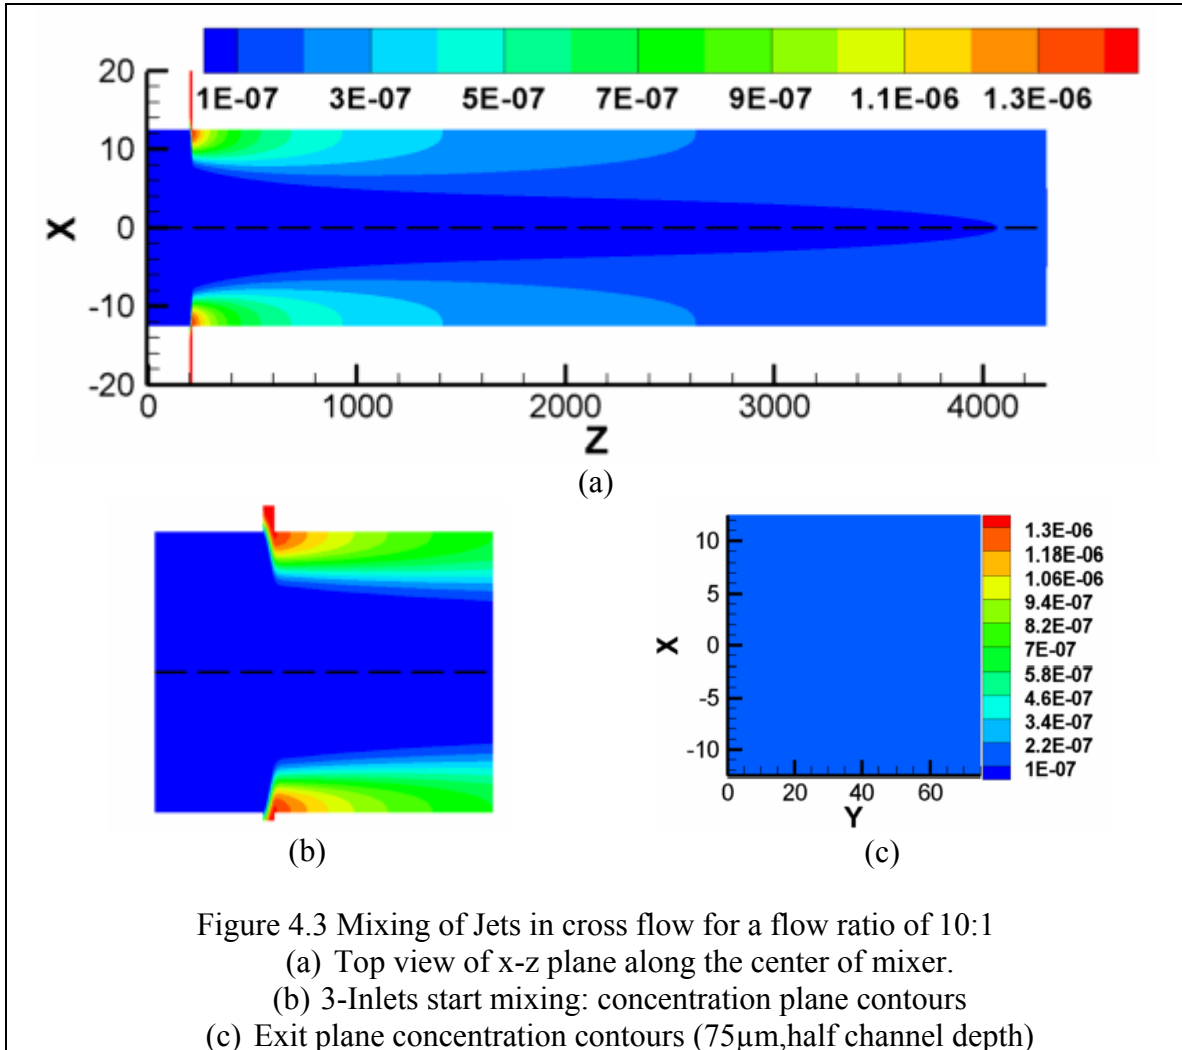 1E-07 3E-07 5E-07 7E-07 9E-07 1.1E-06 1.3E-06
20
10
X 0
-10
-20
0 1000 2000 3000 4000
Z
(a)
(b)
10
5
X 0
-5
-10
0 20 40 60
Y
1.3E-06
1.18E-06
1.06E-06
9.4E-07
8.2E-07
7E-07
5.8E-07
4.6E-07
3.4E-07
2.2E-07
1E-07
(c)
Figure 4.3 Mixing of Jets in cross flow for a flow ratio of 10:1
(a) Top view of x-z plane along the center of mixer.
(b) 3-Inlets start mixing: concentration plane contours
(c) Exit plane concentration contours (75µm,half channel depth)